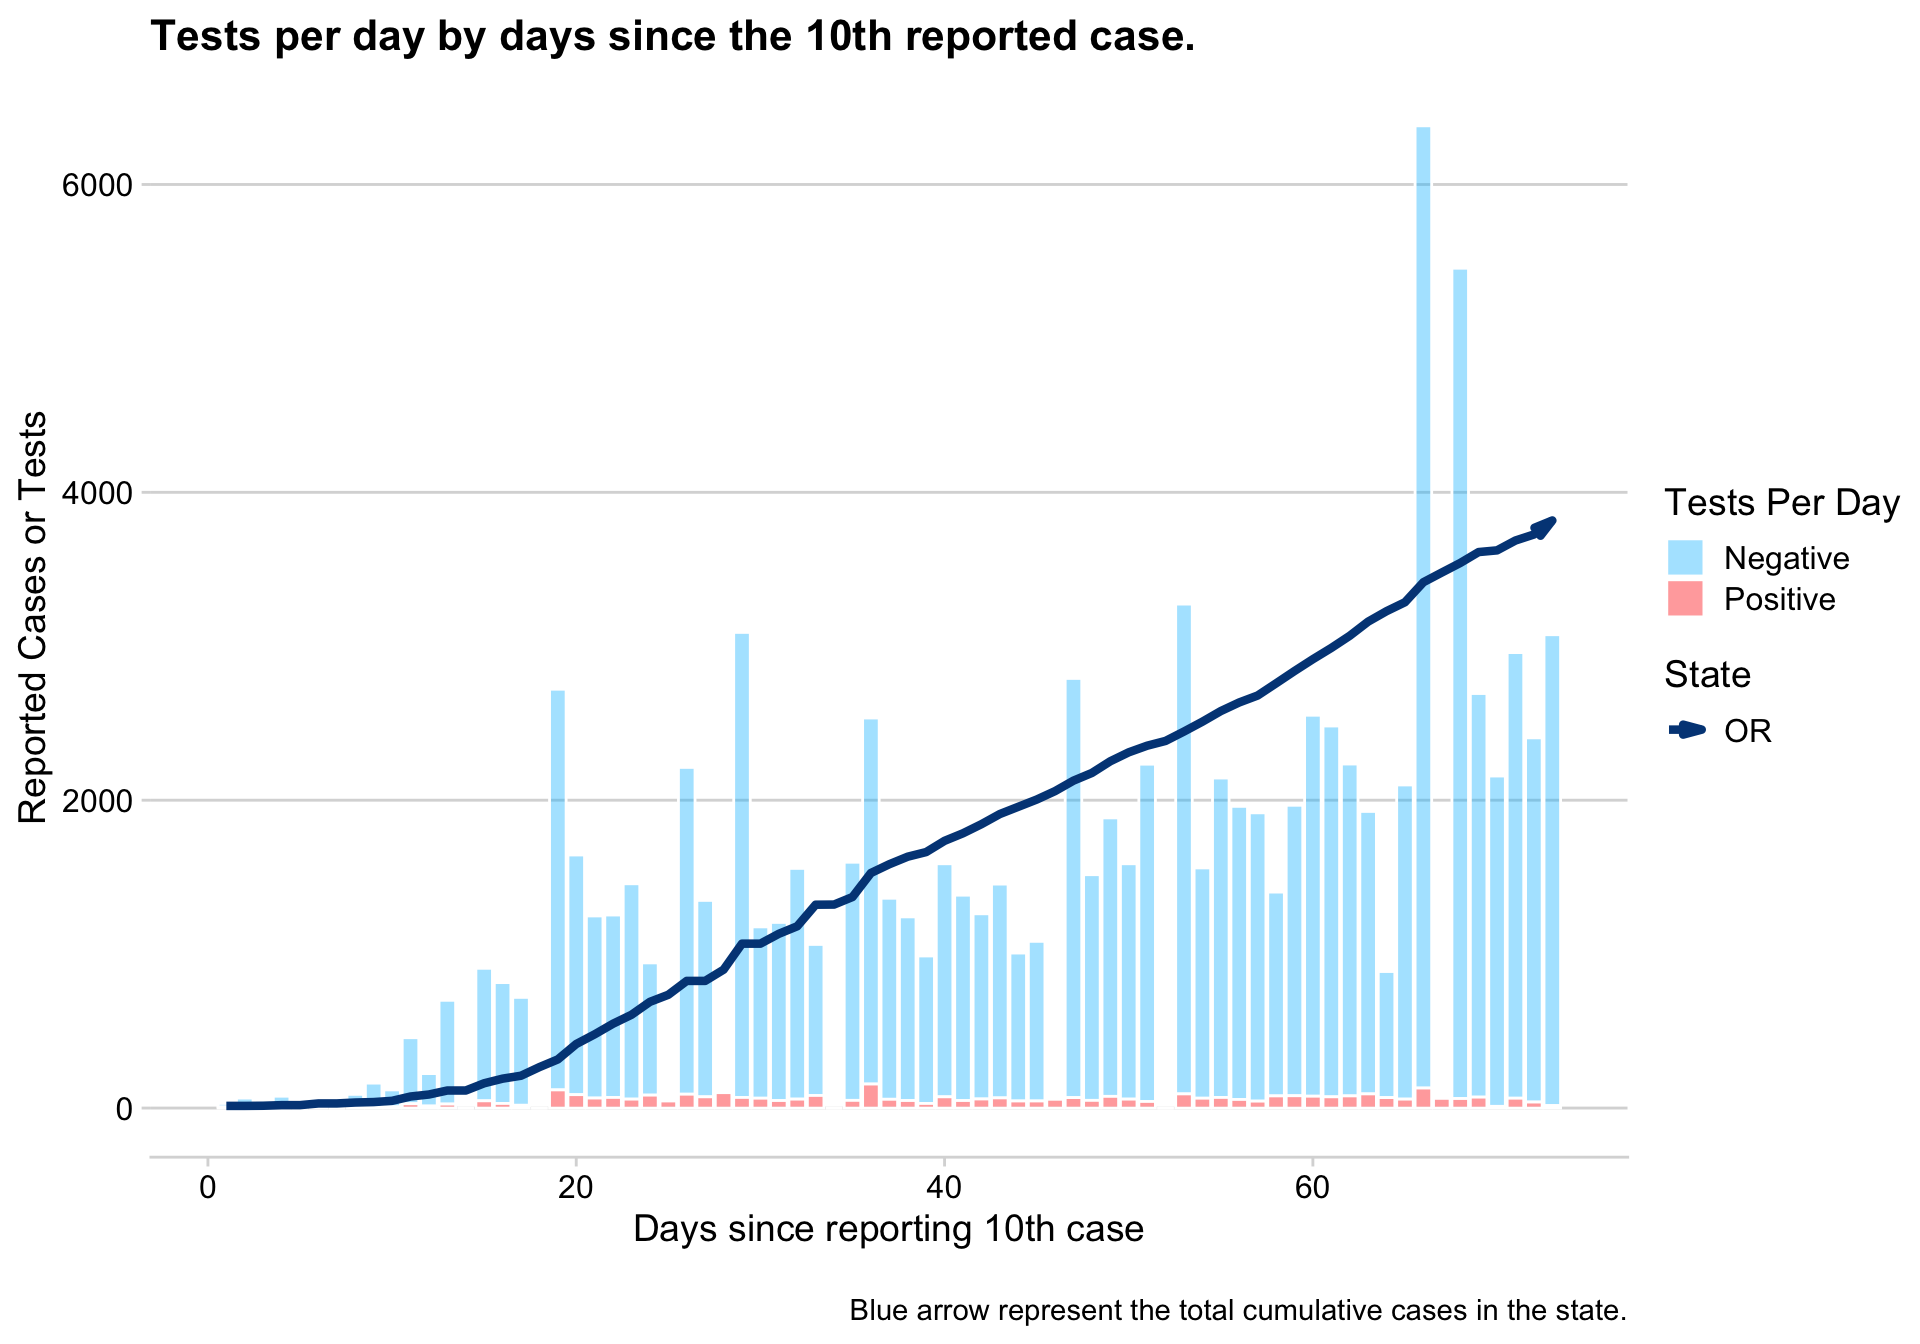 Tests per day by days since the 10th reported case.
Reported Cases or Tests
6000
4000
2000
0
0 20 40 60
Days since reporting 10th case
Tests Per Day
Negative
Positive
State
OR
Blue arrow represent the total cumulative cases in the state.